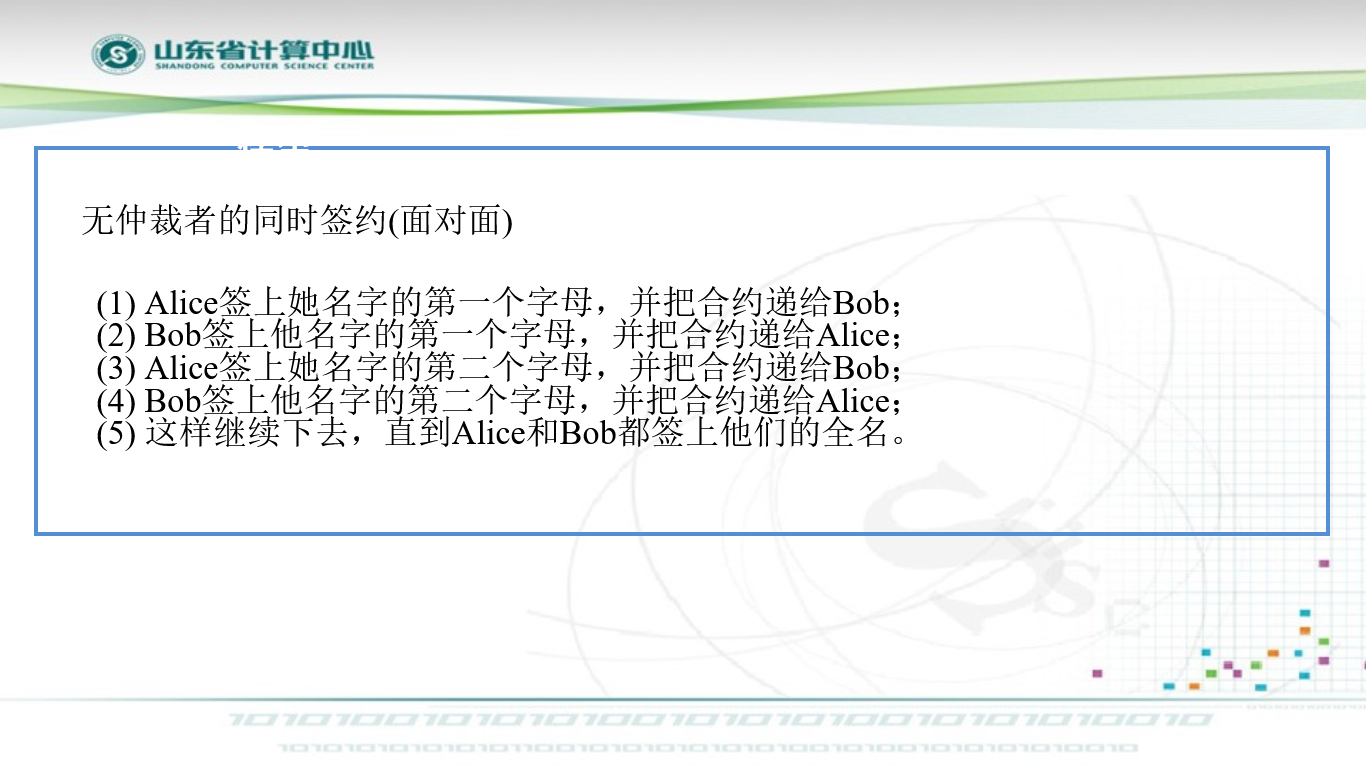 山东省计算中心
SHANDONG COMPUTER SCIENCE CENTER
无仲裁者的同时签约(面对面)
(1) Alice签上她名字的第一个字母，并把合约递给Bob；
(2) Bob签上他名字的第一个字母，并把合约递给Alice；
(3) Alice签上她名字的第二个字母，并把合约递给Bob；
(4) Bob签上他名字的第二个字母，并把合约递给Alice；
(5) 这样继续下去，直到Alice和Bob都签上他们的全名。